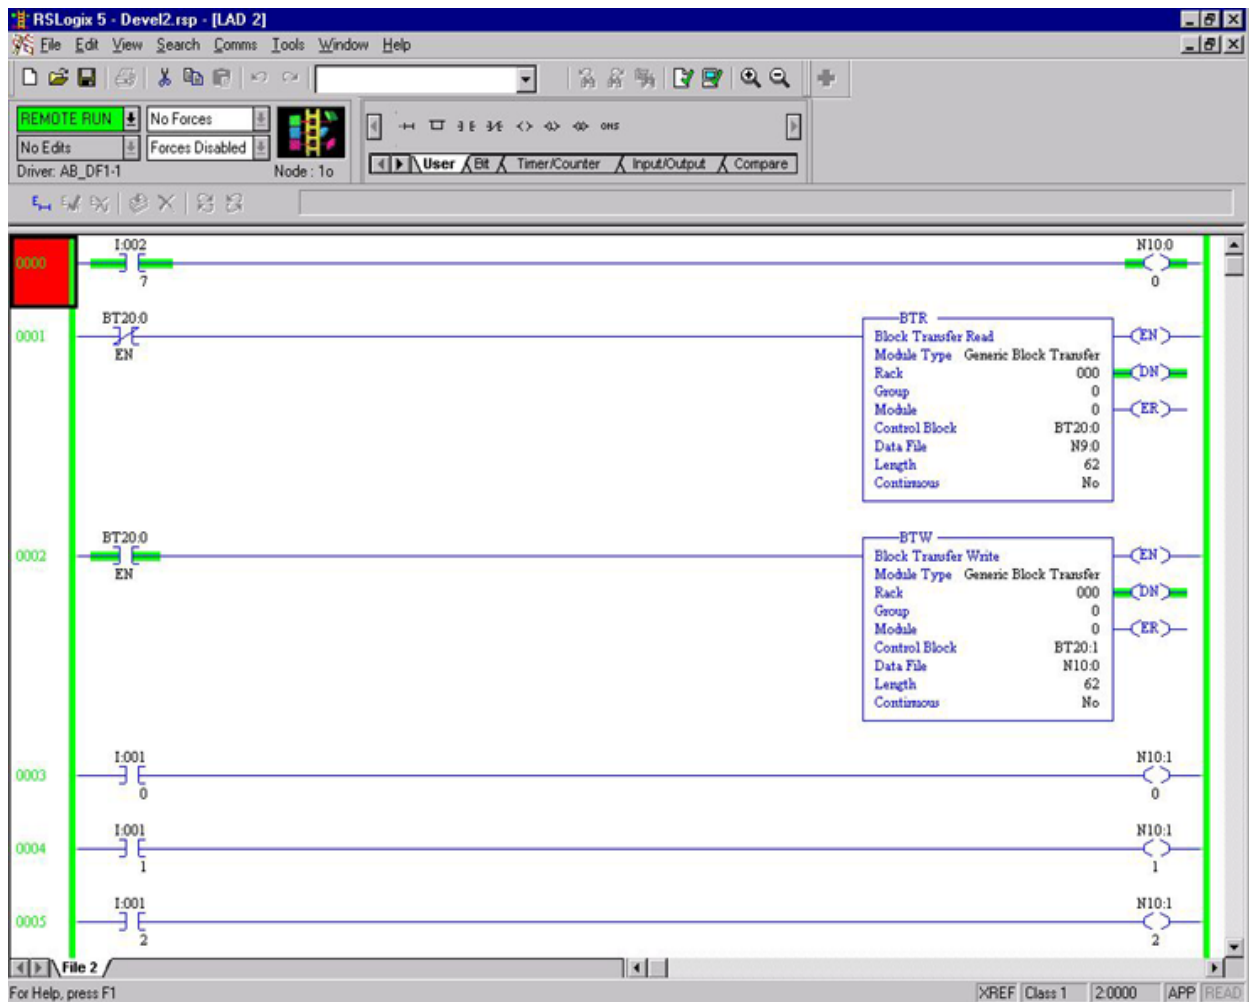 RSLogix 5 - Devel2.rsp - [LAD 2]
File Edit View Search Comms Tools Window Help
REMOTE RUN No Forces
No Edits Forces Disabled
Driver: AB_DF1-1 Node : 1o
ONS
User Bit Timer/Counter Input/Output Compare
I:002 N10:0
0000
7 0
BT20:0 BTR
0001 Block Transfer Read EN
EN Module Type Generic Block Transfer
Rack 000 DN
Group 0
Module 0 ER
Control Block BT20:0
Data File N9:0
Length 62
Continuous No
BT20:0 BTW
0002 Block Transfer Write EN
EN Module Type Generic Block Transfer
Rack 000 DN
Group 0
Module 0 ER
Control Block BT20:1
Data File N10:0
Length 62
Continuous No
I:001 N10:1
0003
0 0
I:001 N10:1
0004
1 1
I:001 N10:1
0005
2 2
File 2
For Help, press F1 XREF Class 1 2:0000 APP READ